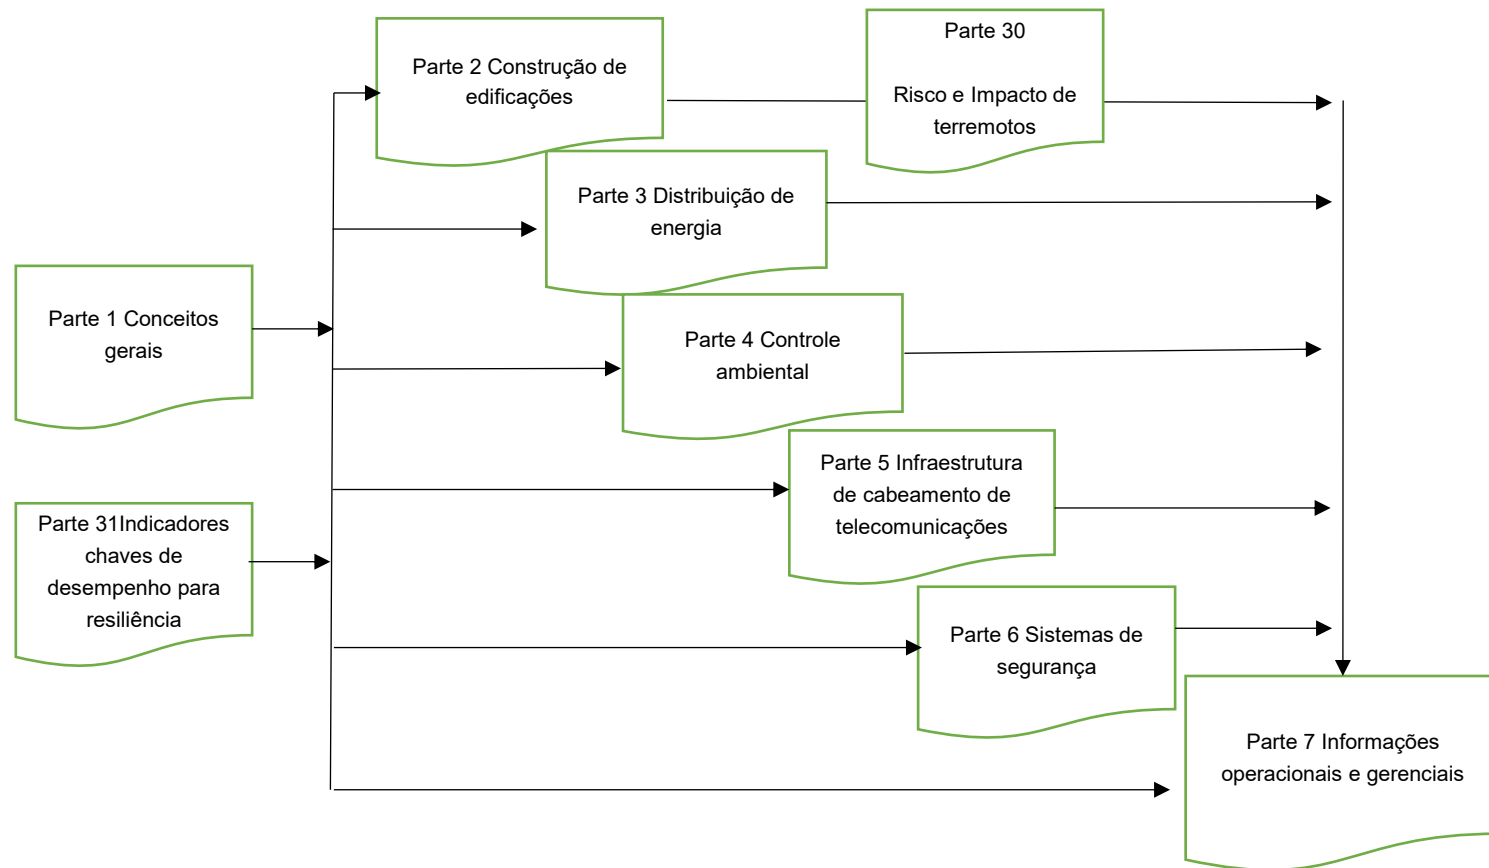 Parte 2 Construção de
edificações
Parte 30
Risco e Impacto de
terremotos
Parte 3 Distribuição de
energia
Parte 1 Conceitos
gerais
Parte 4 Controle
ambiental
Parte 5 Infraestrutura
de cabeamento de
telecomunicações
Parte 31Indicadores
chaves de
desempenho para
resiliência
Parte 6 Sistemas de
segurança
Parte 7 Informações
operacionais e gerenciais